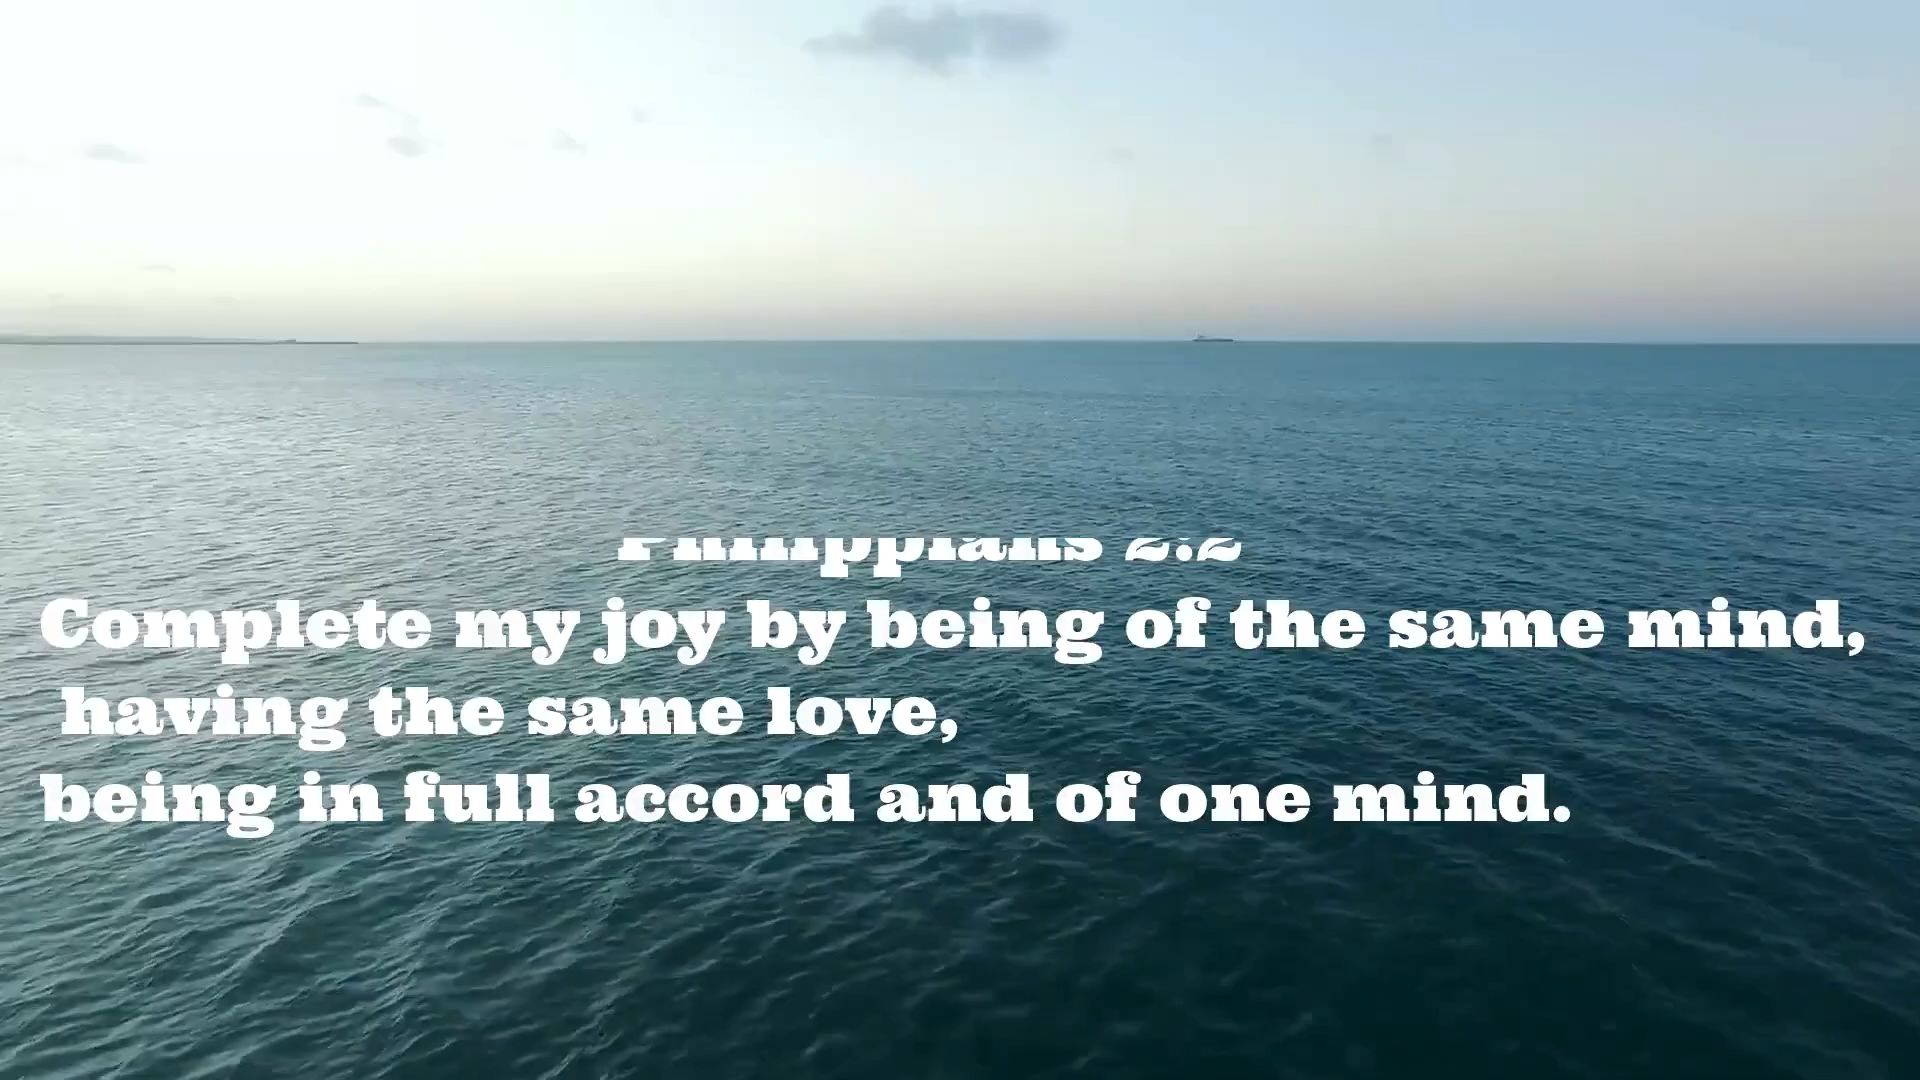 Philippians 2:2
Complete my joy by being of the same mind,
having the same love,
being in full accord and of one mind.